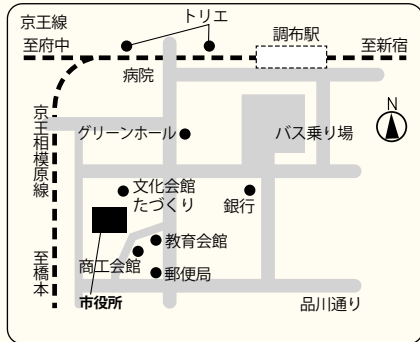 京王線
トリエ
調布駅
至府中
至新宿
病院
N
京王相模原線
グリーンホール
バス乗り場
文化会館
たづくり
銀行
教育会館
商工会館
郵便局
至橋本
市役所
品川通り